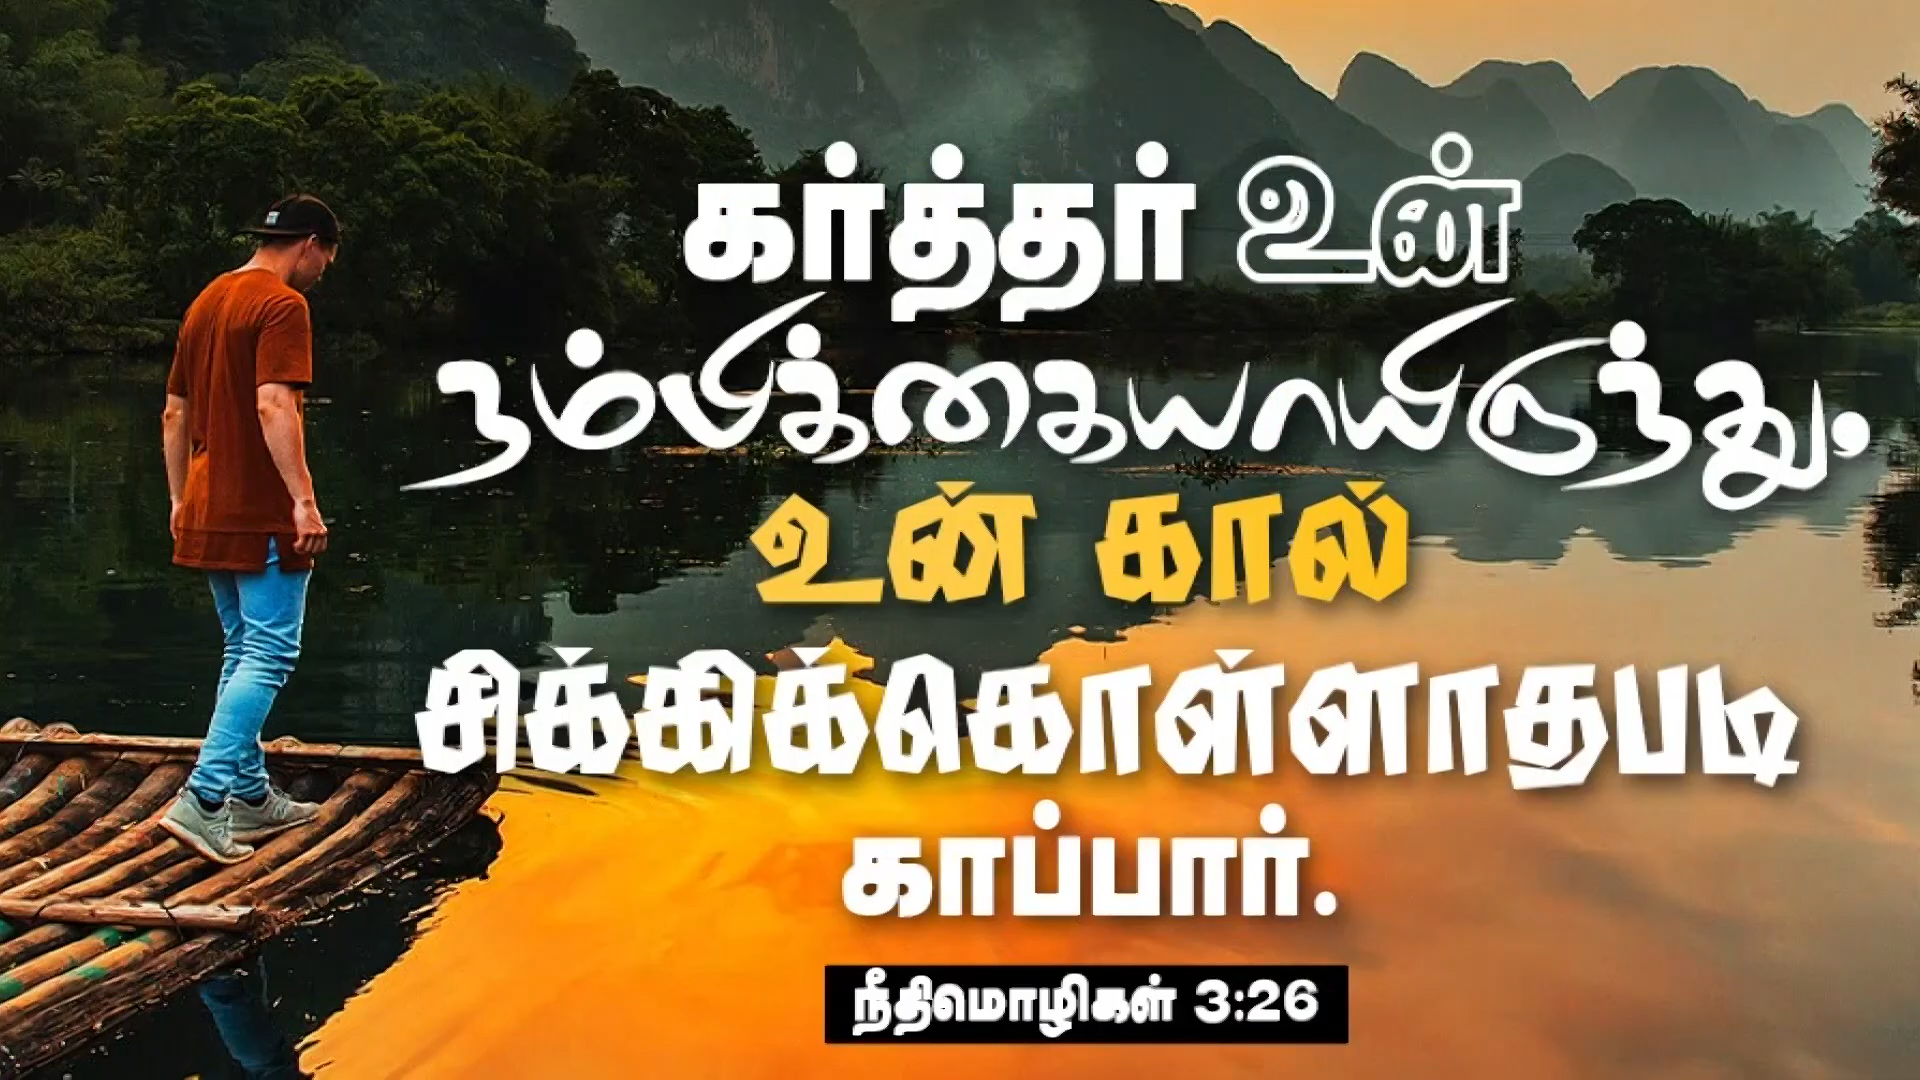 கர்த்தர் உன்
நம்பிக்கையாயிருந்து,
உன் கால்
சிக்கிக்கொள்ளாதபடி
காப்பார்.
நீதிமொழிகள் 3:26